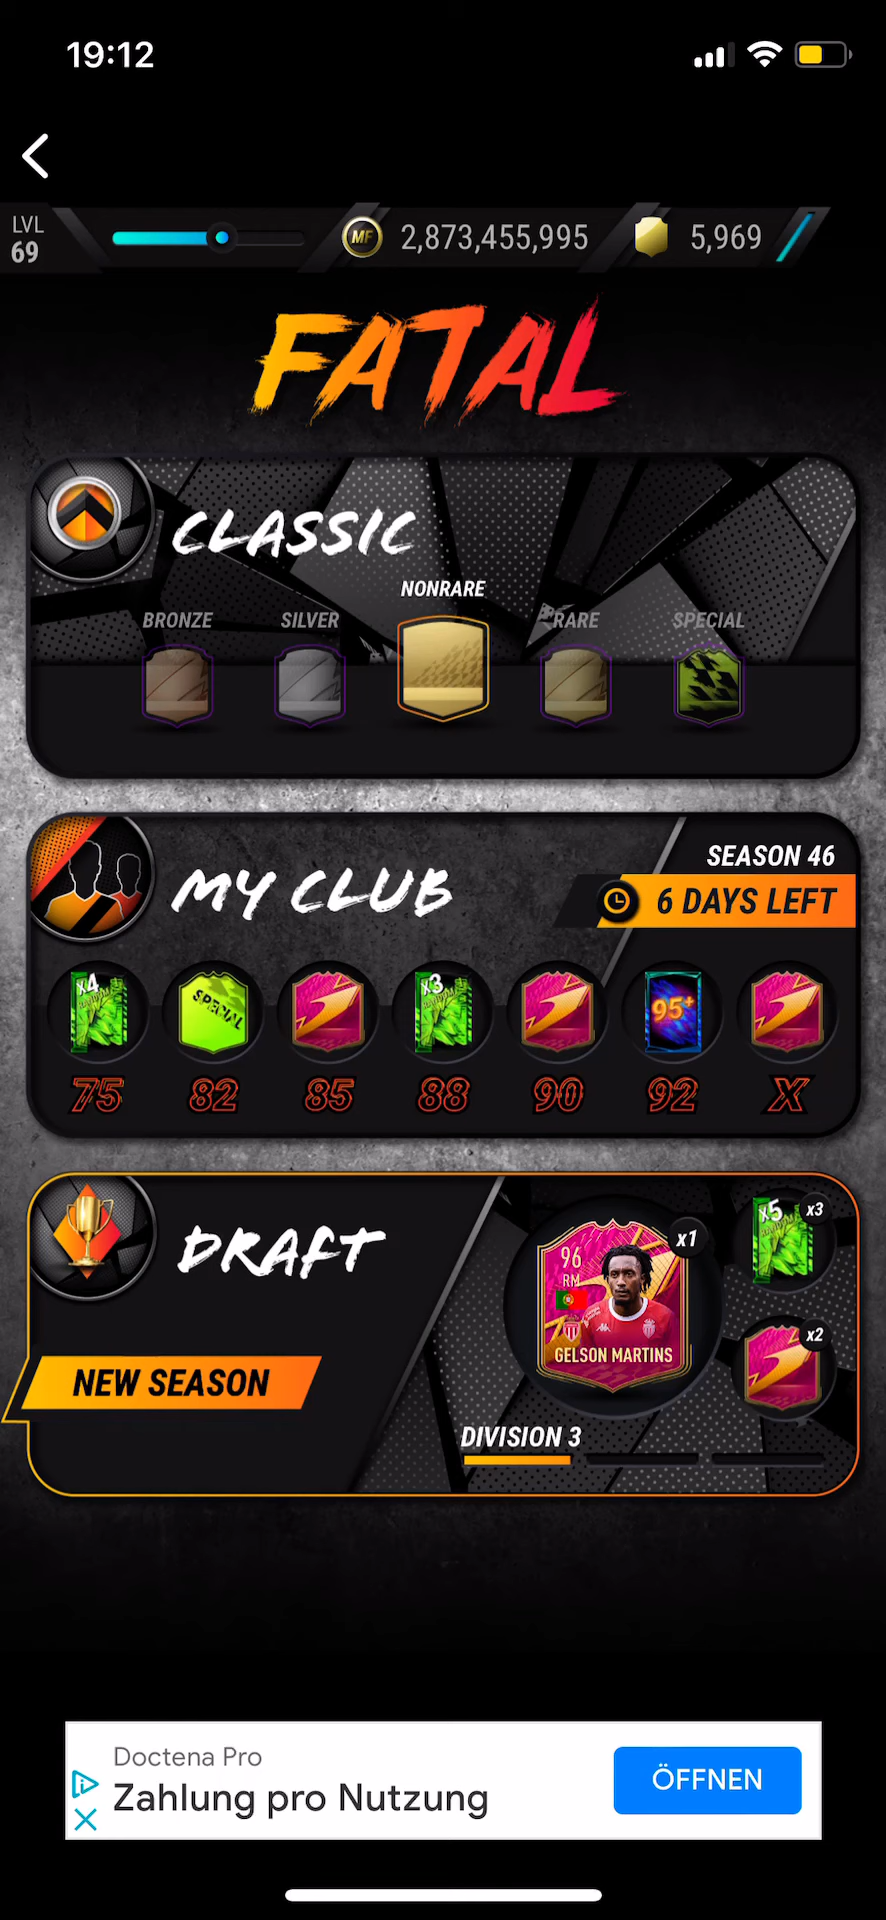 19:12
LVL
69
MF
2,873,455,995
5,969
FATAL
CLASSIC
NONRARE
BRONZE
SILVER
RARE
SPECIAL
MY CLUB
SEASON 46
6 DAYS LEFT
x4
SPECIAL
x3
95+
75
82
85
88
90
92
X
DRAFT
NEW SEASON
96
RM
GELSON MARTINS
x1
x5
x3
x2
DIVISION 3
Doctena Pro
Zahlung pro Nutzung
ÖFFNEN